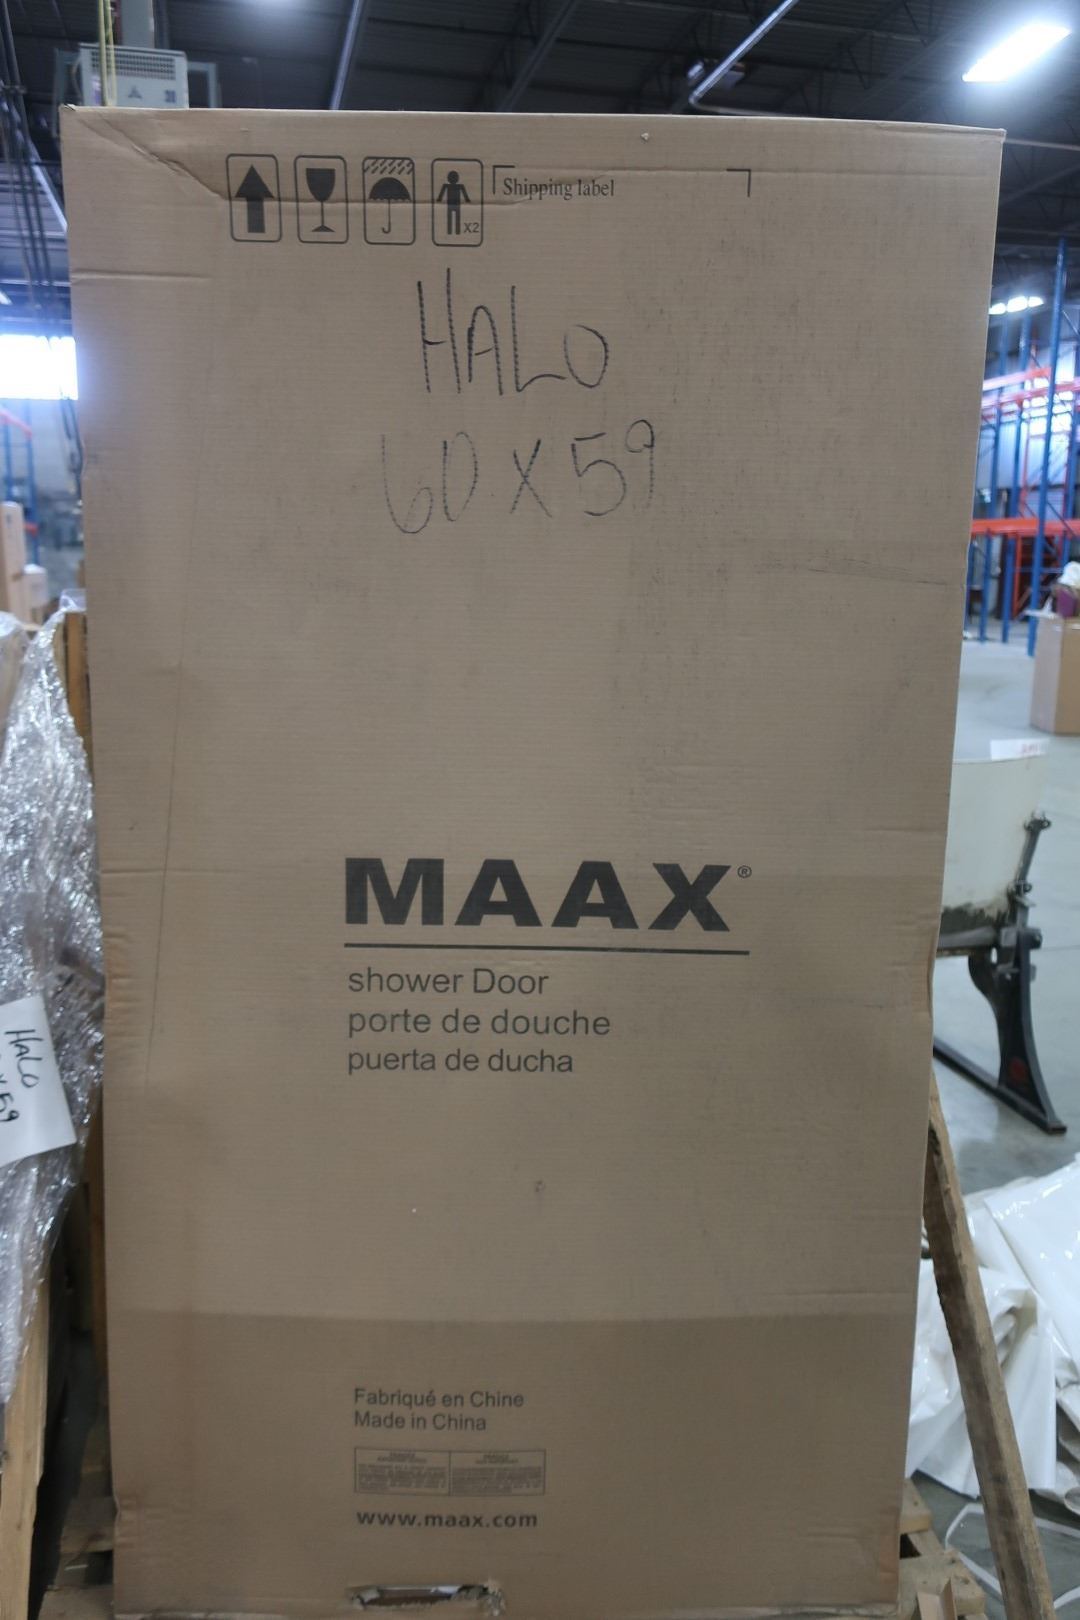 Shipping label
X2
HALO
60 X 59
MAAX®
shower Door
porte de douche
puerta de ducha
HALO
X 59
Fabriqué en Chine
Made in China
www.maax.com